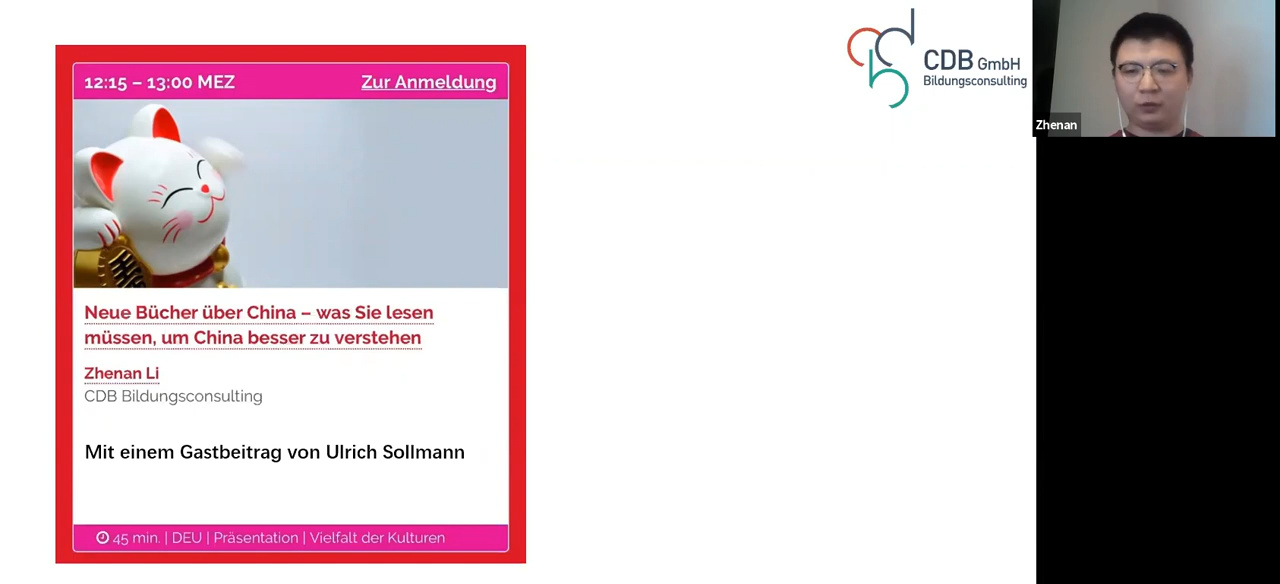 12:15 – 13:00 MEZ
Zur Anmeldung
Neue Bücher über China – was Sie lesen
müssen, um China besser zu verstehen
Zhenan Li
CDB Bildungsconsulting
Mit einem Gastbeitrag von Ulrich Sollmann
45 min. | DEU | Präsentation | Vielfalt der Kulturen
CDB GmbH
Bildungsconsulting
Zhenan